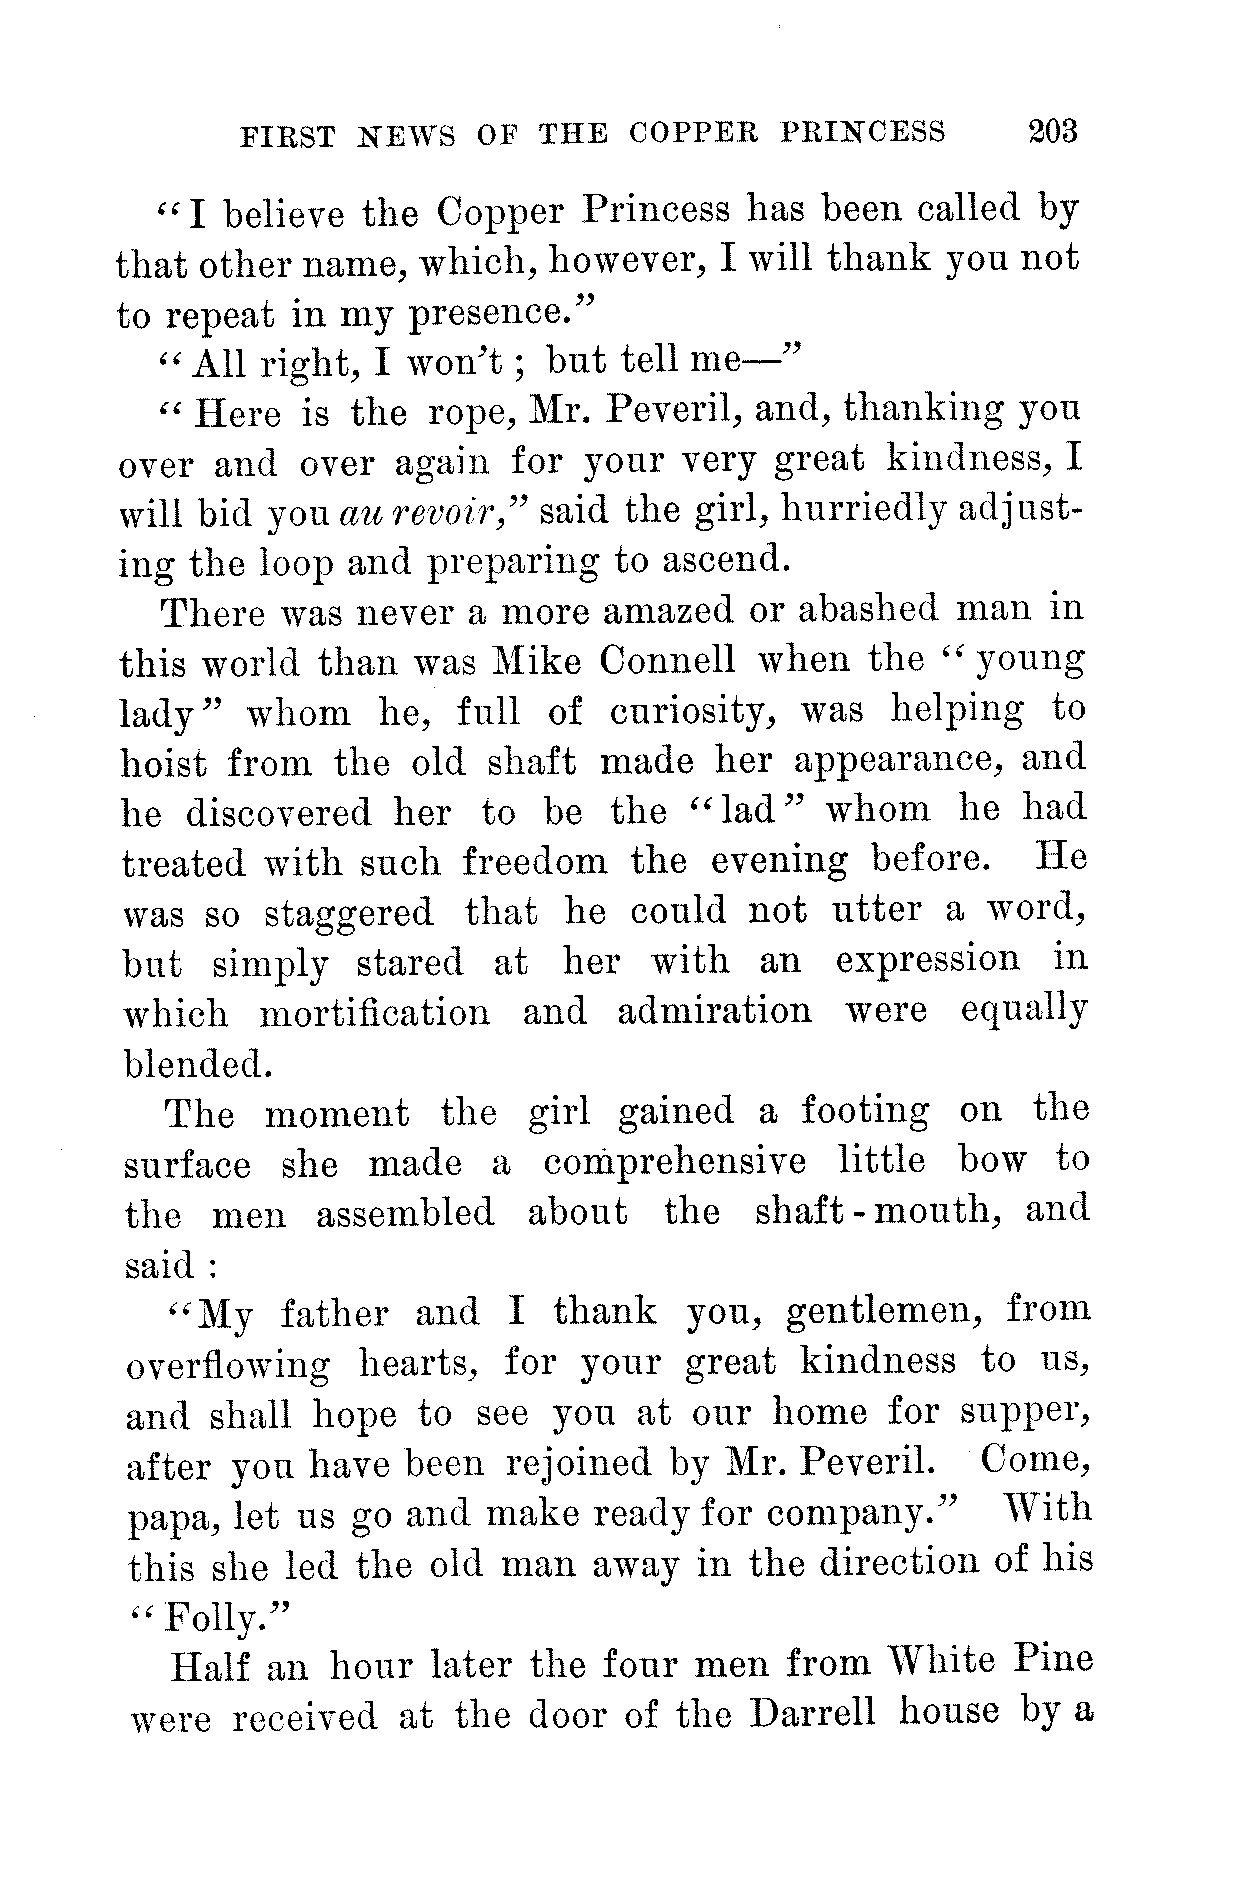 FIRST NEWS OF THE COPPER PRINCESS 203
“I believe the Copper Princess has been called by
that other name, which, however, I will thank you not
to repeat in my presence.”
“All right, I won’t; but tell me—”
“Here is the rope, Mr. Peveril, and, thanking you
over and over again for your very great kindness, I
will bid you au revoir,” said the girl, hurriedly adjust-
ing the loop and preparing to ascend.
There was never a more amazed or abashed man in
this world than was Mike Connell when the “young
lady” whom he, full of curiosity, was helping to
hoist from the old shaft made her appearance, and
he discovered her to be the “lad” whom he had
treated with such freedom the evening before. He
was so staggered that he could not utter a word,
but simply stared at her with an expression in
which mortification and admiration were equally
blended.
The moment the girl gained a footing on the
surface she made a comprehensive little bow to
the men assembled about the shaft-mouth, and
said:
“My father and I thank you, gentlemen, from
overflowing hearts, for your great kindness to us,
and shall hope to see you at our home for supper,
after you have been rejoined by Mr. Peveril. Come,
papa, let us go and make ready for company.” With
this she led the old man away in the direction of his
“Folly.”
Half an hour later the four men from White Pine
were received at the door of the Darrell house by a